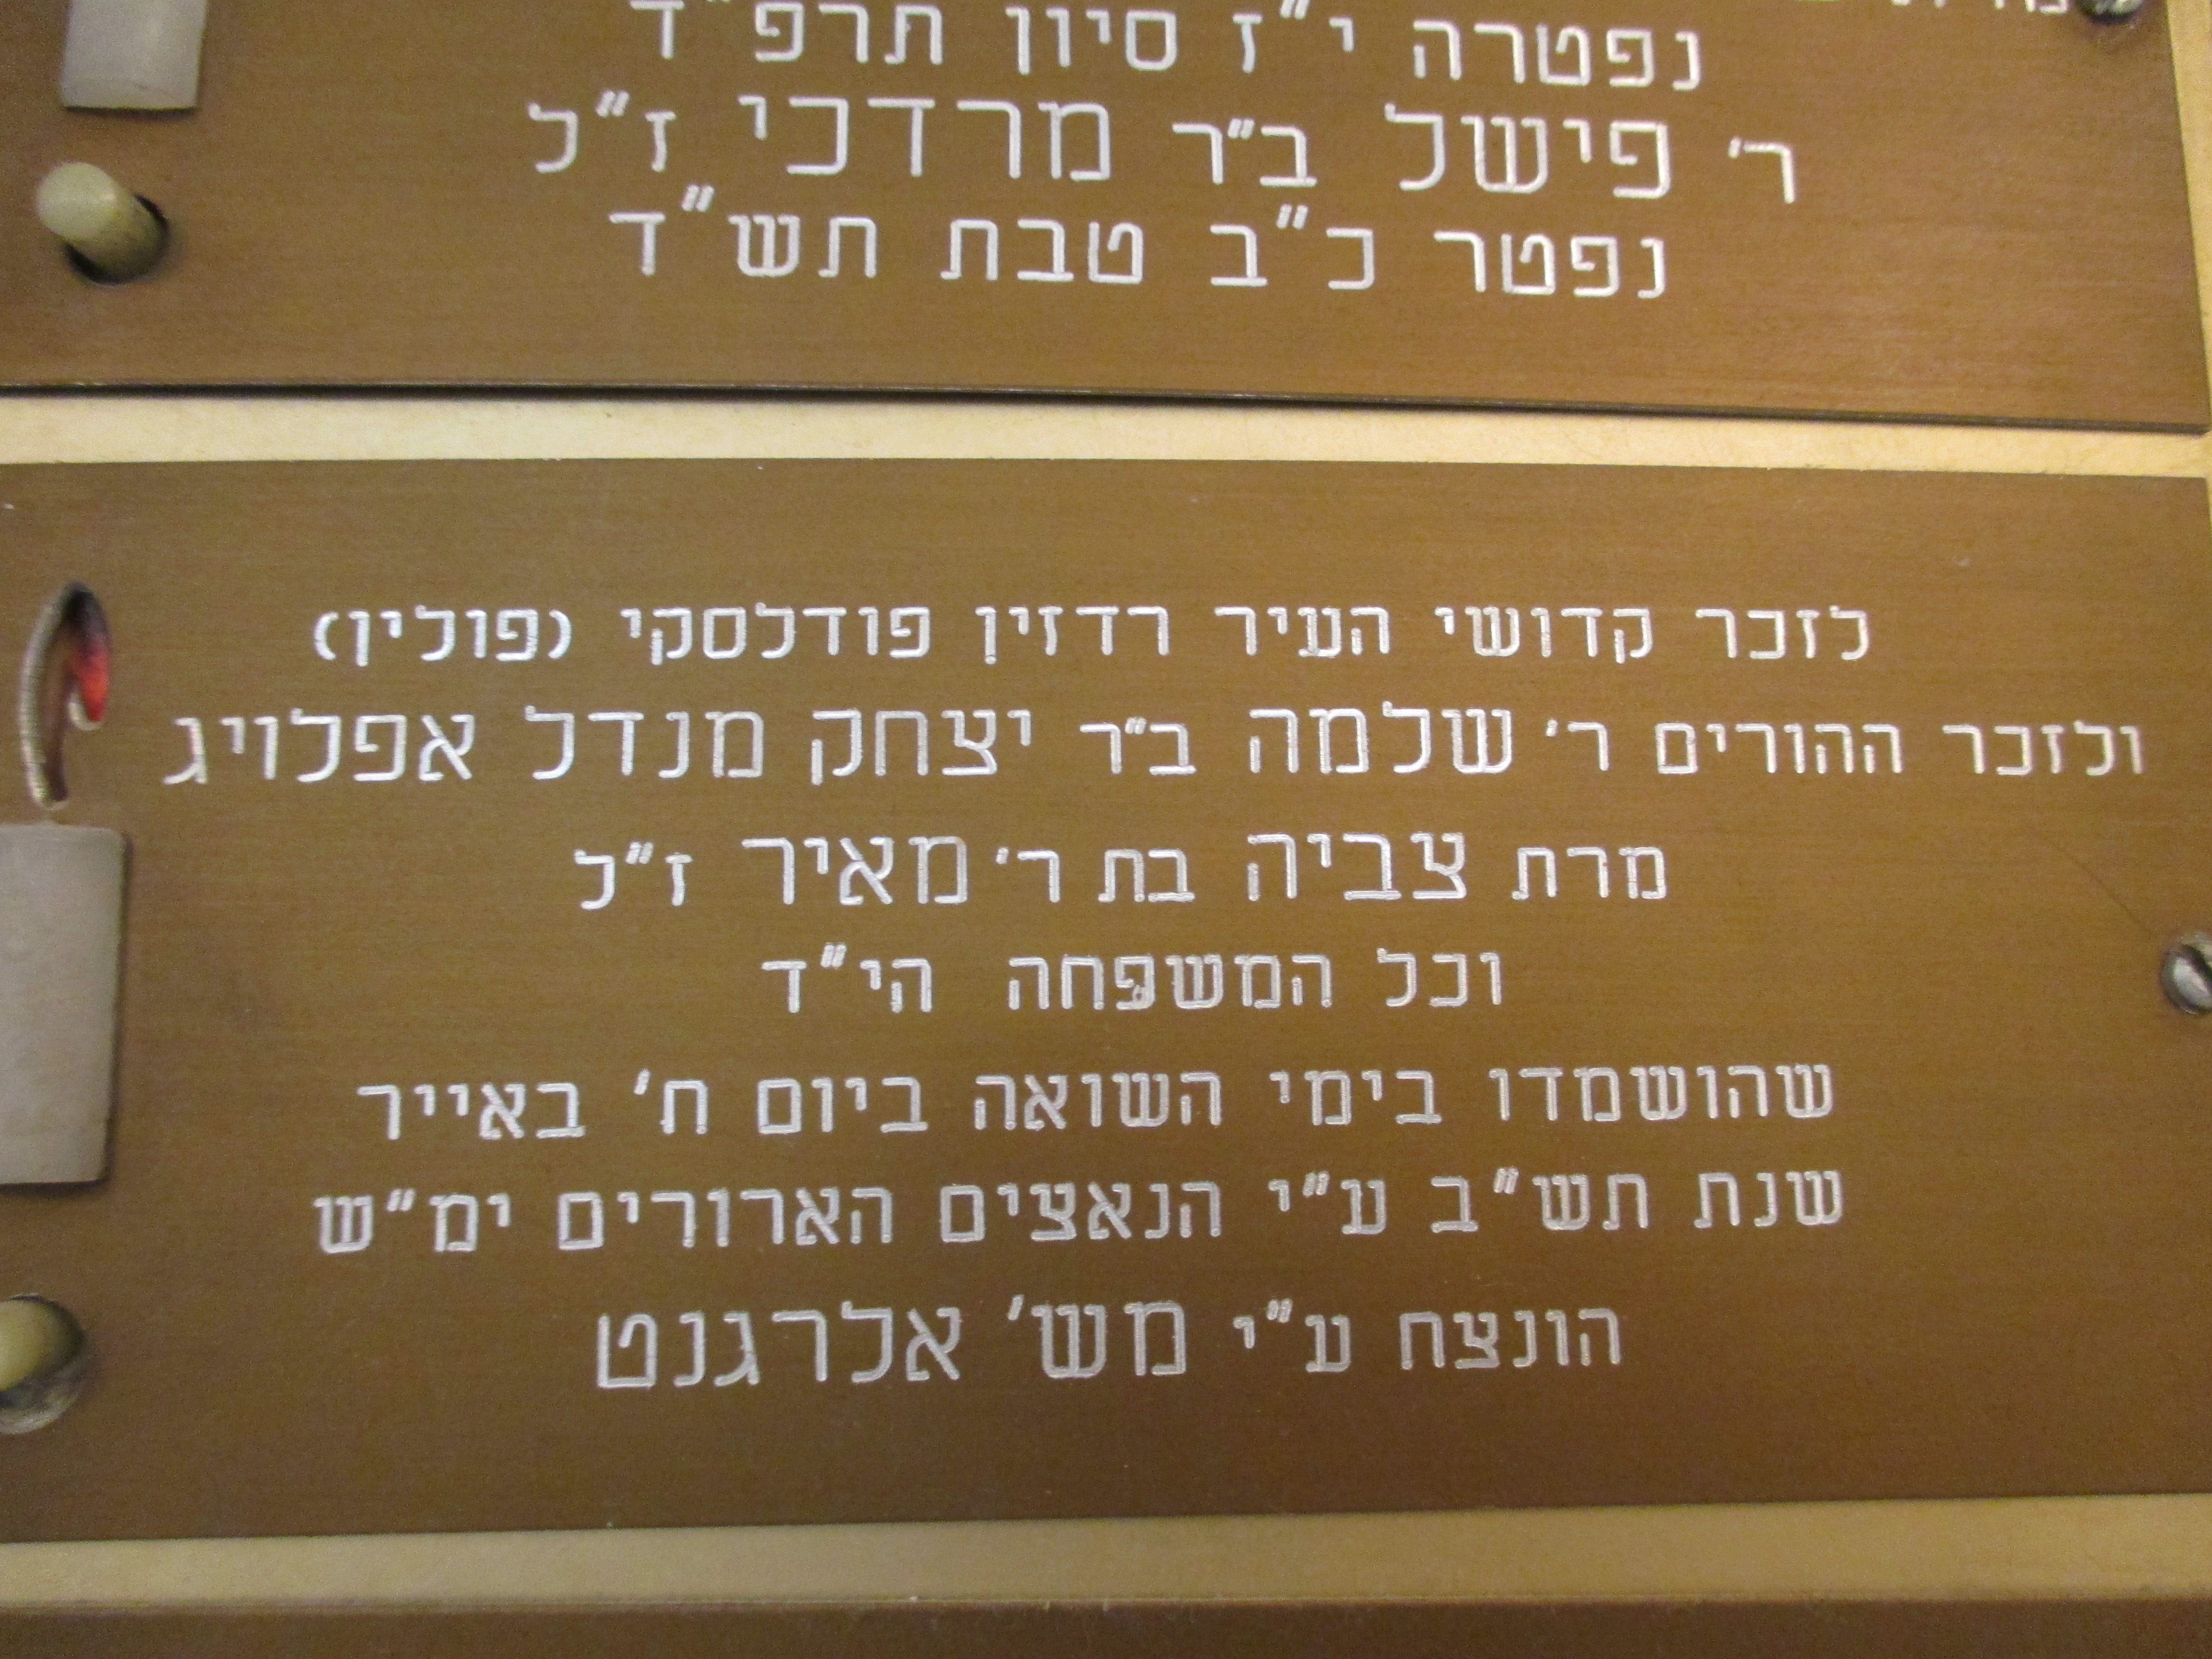 נפטרה י"ז סיון תרפ"ד
ר' פישל ב"ר מרדכי ז"ל
נפטר כ"ב טבת תש"ד
לזכר קדושי העיר רדזין פודלסקי (פולין)
ולזכר ההורים ר' שלמה ב"ר יצחק מנדל אפלויג
מרת צביה בת ר' מאיר ז"ל
וכל המשפחה הי"ד
שהושמדו בימי השואה ביום ח' באייר
שנת תש"ב ע"י הנאצים הארורים ימ"ש
הונצח ע"י מש' אלרגנט